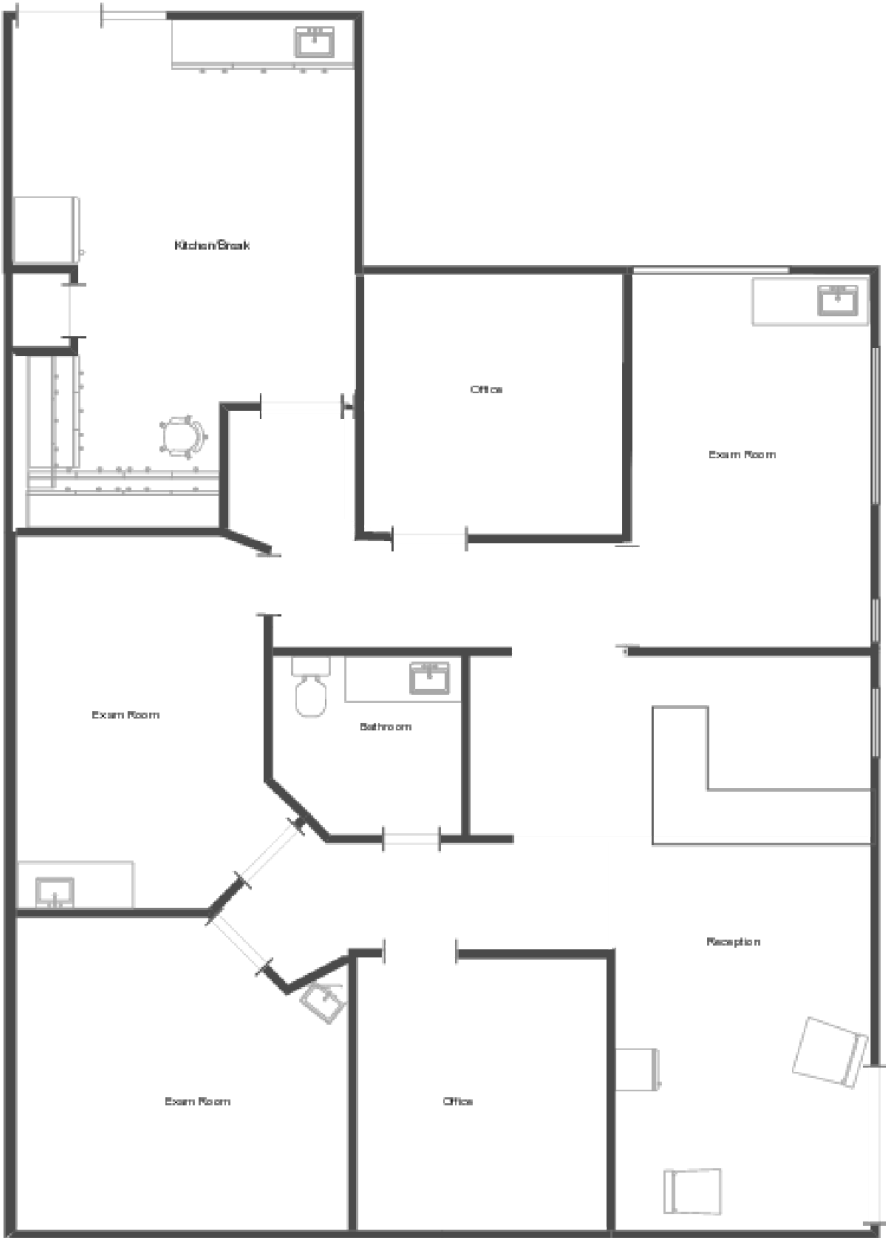 Kitchen/Break
Office
Exam Room
Exam Room
Bathroom
Reception
Exam Room
Office